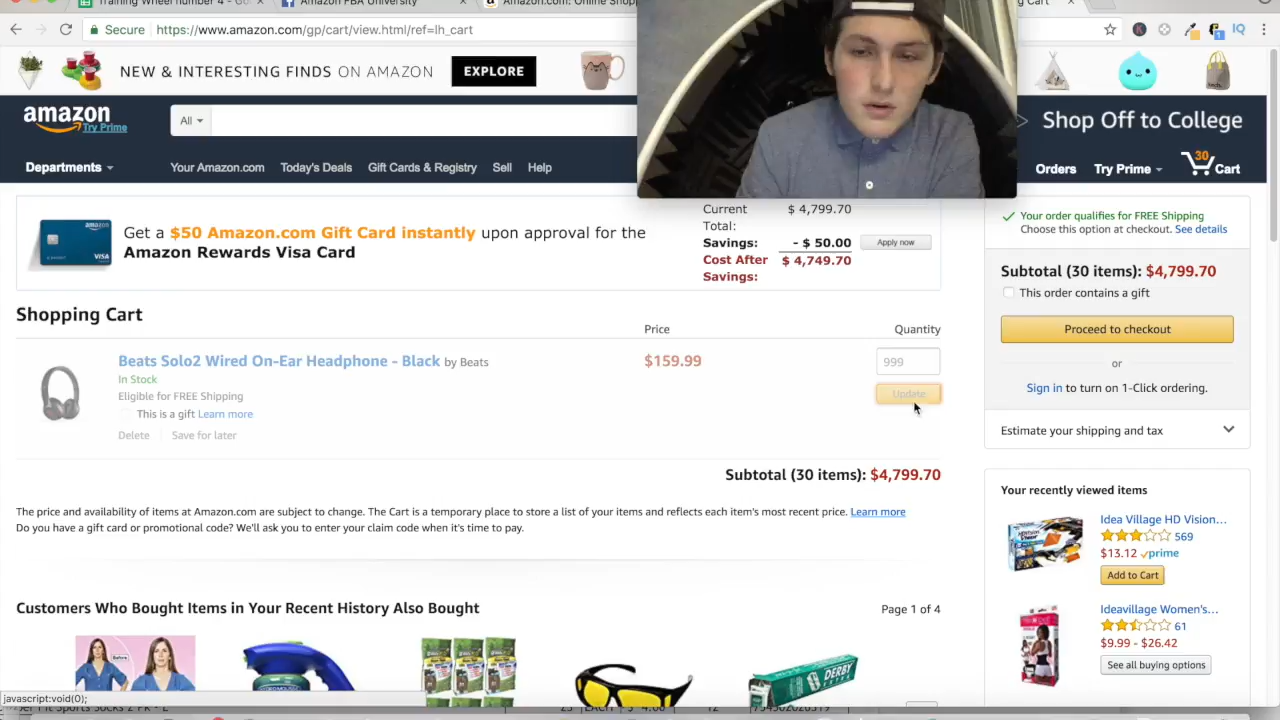 Training Wheel number 4 - Go
Amazon FBA University
Amazon.com: Online Shop
g Cart
Secure https://www.amazon.com/gp/cart/view.html/ref=lh_cart
NEW & INTERESTING FINDS ON AMAZON EXPLORE
amazon
Try Prime
All
Shop Off to College
Departments Your Amazon.com Today's Deals Gift Cards & Registry Sell Help Orders Try Prime 30 Cart
Get a $50 Amazon.com Gift Card instantly upon approval for the
Amazon Rewards Visa Card
Current $ 4,799.70
Total:
Savings: - $ 50.00 Apply now
Cost After $ 4,749.70
Savings:
Your order qualifies for FREE Shipping
Choose this option at checkout. See details
Subtotal (30 items): $4,799.70
This order contains a gift
Proceed to checkout
or
Sign in to turn on 1-Click ordering.
Estimate your shipping and tax
Shopping Cart
Price Quantity
Beats Solo2 Wired On-Ear Headphone - Black by Beats $159.99 999
In Stock
Update
Eligible for FREE Shipping
This is a gift Learn more
Delete Save for later
Subtotal (30 items): $4,799.70
The price and availability of items at Amazon.com are subject to change. The Cart is a temporary place to store a list of your items and reflects each item's most recent price. Learn more
Do you have a gift card or promotional code? We'll ask you to enter your claim code when it's time to pay.
Your recently viewed items
Idea Village HD Vision...
569
$13.12 prime
Add to Cart
Ideavillage Women's...
61
$9.99 - $26.42
See all buying options
Customers Who Bought Items in Your Recent History Also Bought Page 1 of 4
Before
DERBY
javascript:void(0);